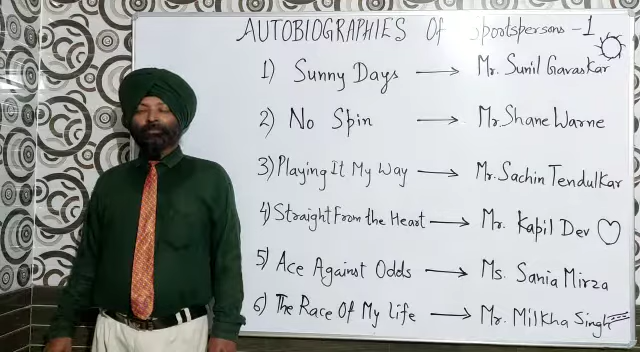 AUTOBIOGRAPHIES Of Sportspersons - 1
1) Sunny Days → Mr. Sunil Gavaskar
2) No Spin → Mr. Shane Warne
3) Playing It My Way → Mr. Sachin Tendulkar
4) Straight From the Heart → Mr. Kapil Dev
5) Ace Against Odds → Ms. Sania Mirza
6) The Race Of My Life → Mr. Milkha Singh